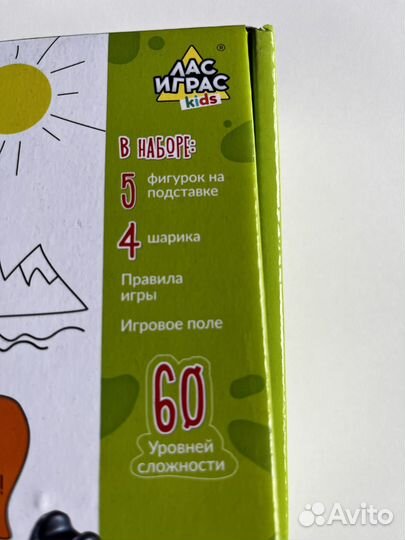 ЛАС
ИГРАС
kids
®
В НАБОРЕ:
5 фигурок на
подставке
4 шарика
Правила
игры
Игровое поле
60
Уровней
сложности
!
Avito